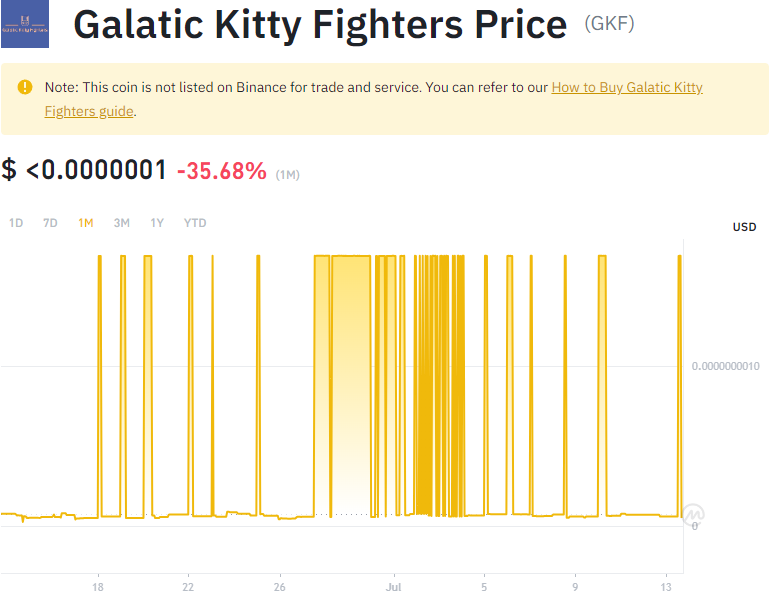 Galatic Kitty Fighters Price (GKF)
Note: This coin is not listed on Binance for trade and service. You can refer to our How to Buy Galatic Kitty
Fighters guide.
$ <0.0000001 -35.68% (1M)
1D 7D 1M 3M 1Y YTD
USD
0.0000000010
0
18 22 26 Jul 5 9 13